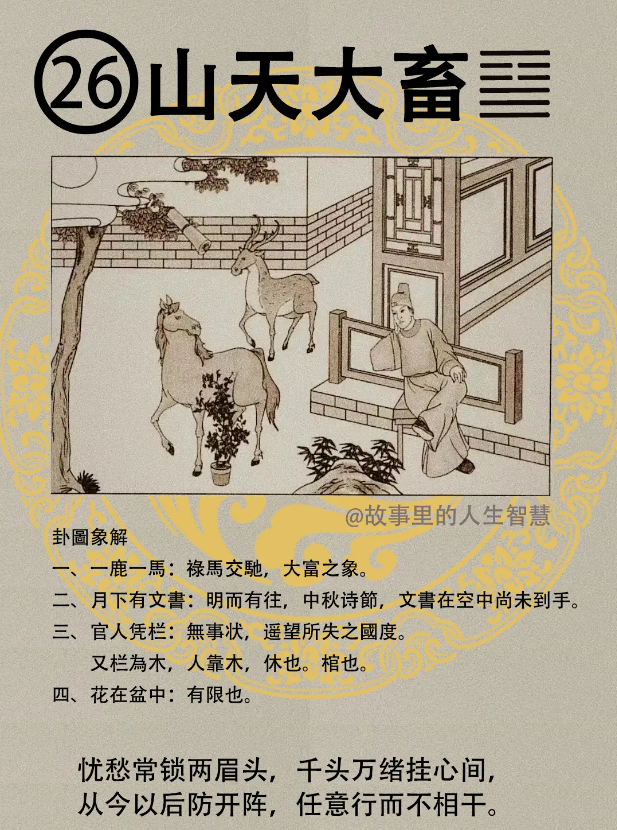 26 山天大畜
@故事里的人生智慧
卦圖象解
一、一鹿一馬：祿馬交馳，大富之象。
二、月下有文書：明而有往，中秋诗節，文書在空中尚未到手。
三、官人凭栏：無事状，遥望所失之國度。
又栏為木，人靠木，休也。棺也。
四、花在盆中：有限也。
忧愁常锁两眉头，千头万绪挂心间，
从今以后防开阵，任意行而不相干。